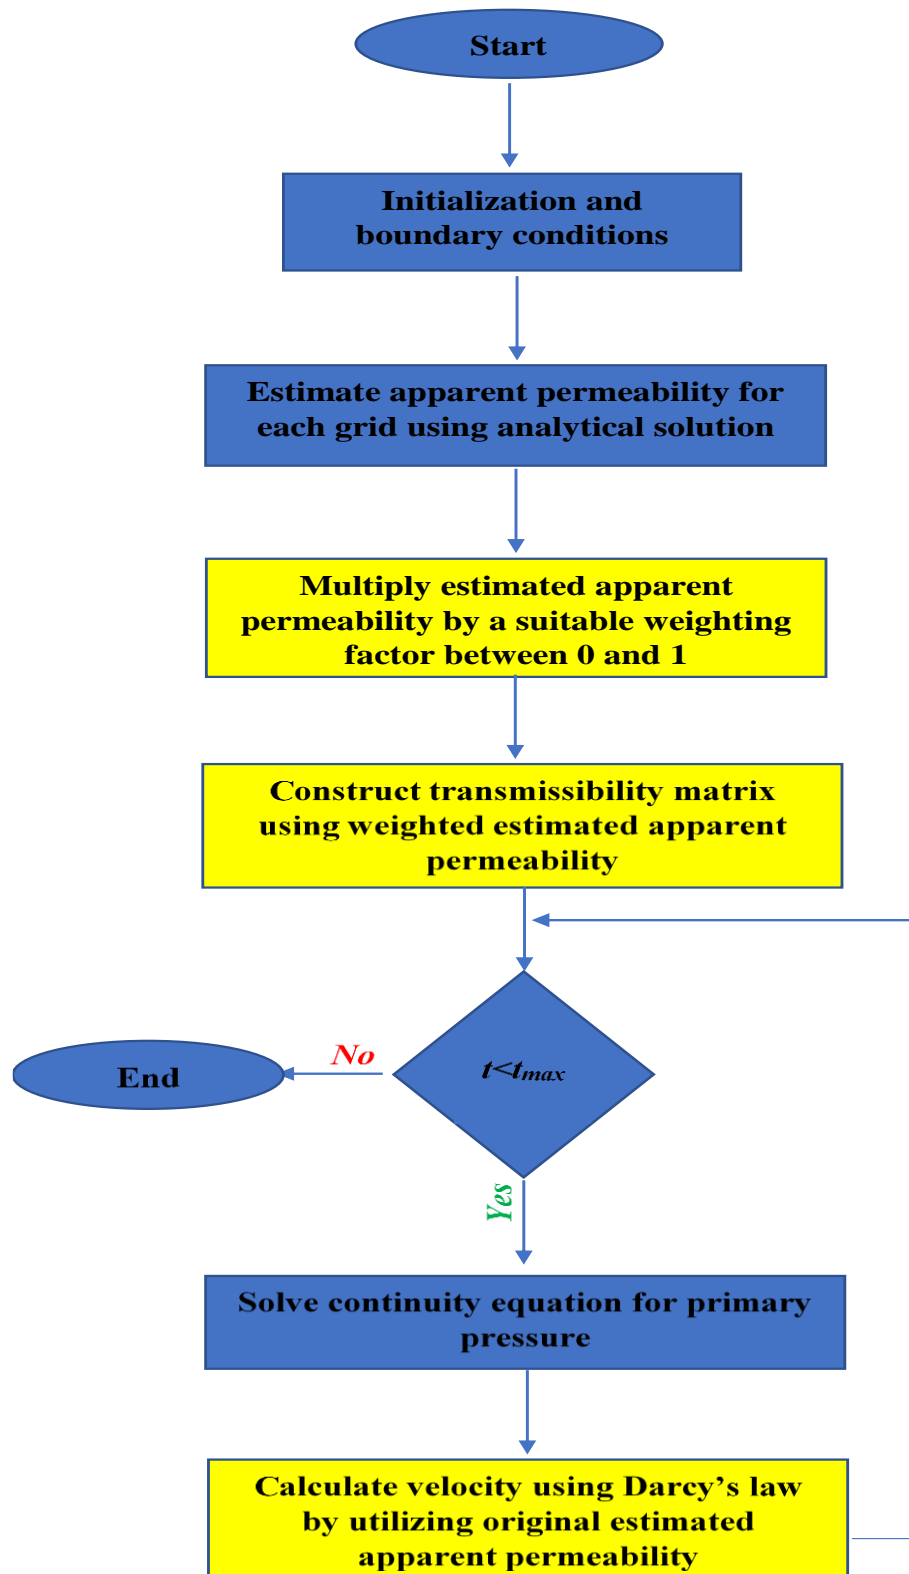 Start
Initialization and
boundary conditions
Estimate apparent permeability for
each grid using analytical solution
Multiply estimated apparent
permeability by a suitable weighting
factor between 0 and 1
Construct transmissibility matrix
using weighted estimated apparent
permeability
No
End
t<tmax
Yes
Solve continuity equation for primary
pressure
Calculate velocity using Darcy’s law
by utilizing original estimated
apparent permeability